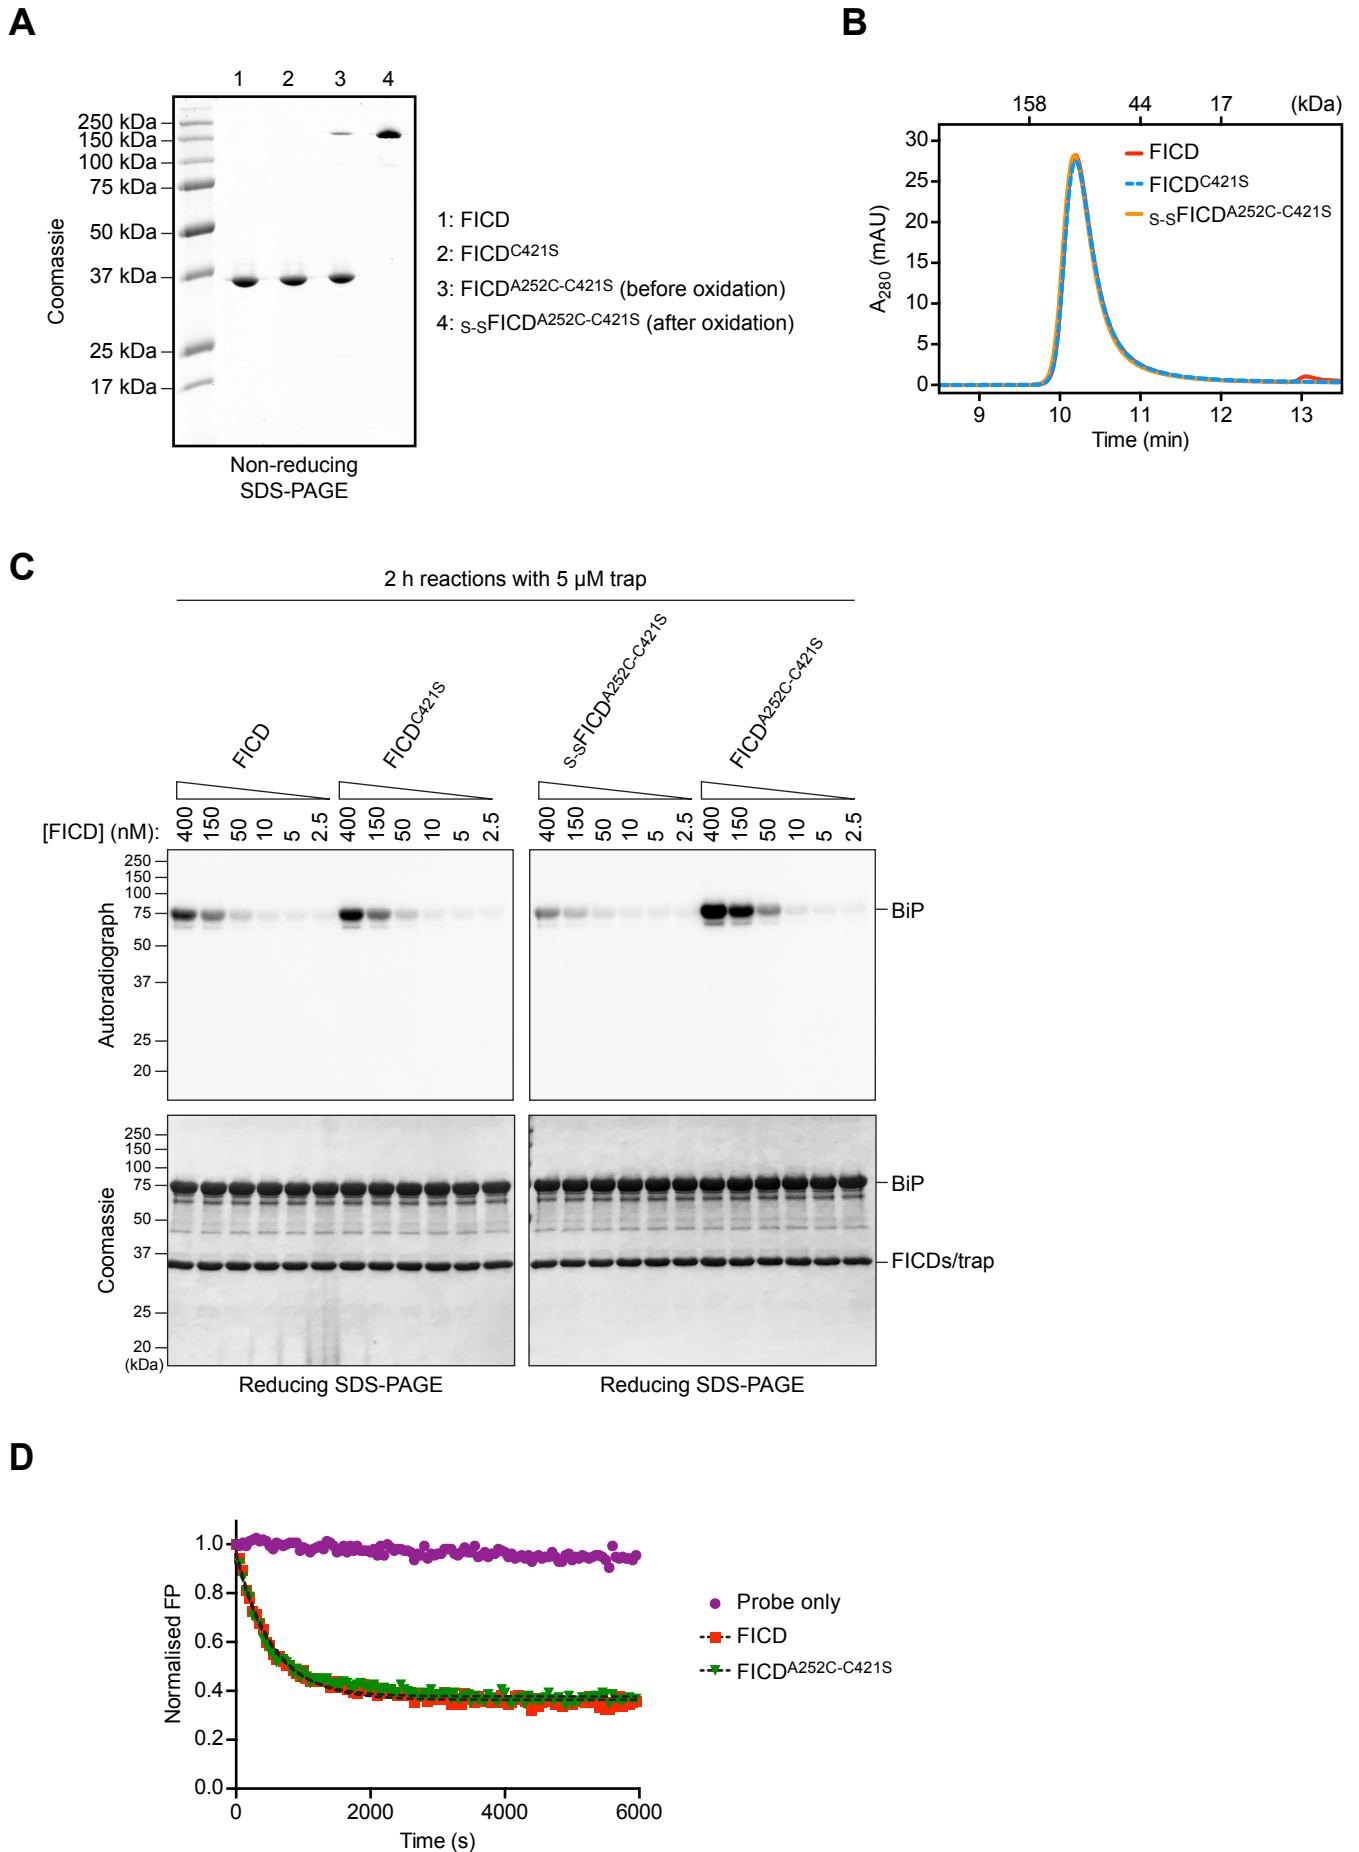 A
1 2 3 4
250 kDa
150 kDa
100 kDa
75 kDa
50 kDa
37 kDa
25 kDa
17 kDa
Coomassie
Non-reducing
SDS-PAGE
1: FICD
2: FICDC421S
3: FICDA252C-C421S (before oxidation)
4: S-SFICDA252C-C421S (after oxidation)
B
158 44 17 (kDa)
30
25
20
15
10
5
0
A280 (mAU)
9 10 11 12 13
Time (min)
FICD
FICDC421S
S-SFICDA252C-C421S
C
2 h reactions with 5 µM trap
FICD
FICDC421S
S-SFICDA252C-C421S
FICDA252C-C421S
[FICD] (nM): 400 150 50 10 5 2.5 400 150 50 10 5 2.5 400 150 50 10 5 2.5 400 150 50 10 5 2.5
250
150
100
75
50
37
25
20
Autoradiograph
BiP
250
150
100
75
50
37
25
20
(kDa)
Coomassie
BiP
FICDs/trap
Reducing SDS-PAGE
Reducing SDS-PAGE
D
1.0
0.8
0.6
0.4
0.2
0.0
Normalised FP
0 2000 4000 6000
Time (s)
Probe only
FICD
FICDA252C-C421S